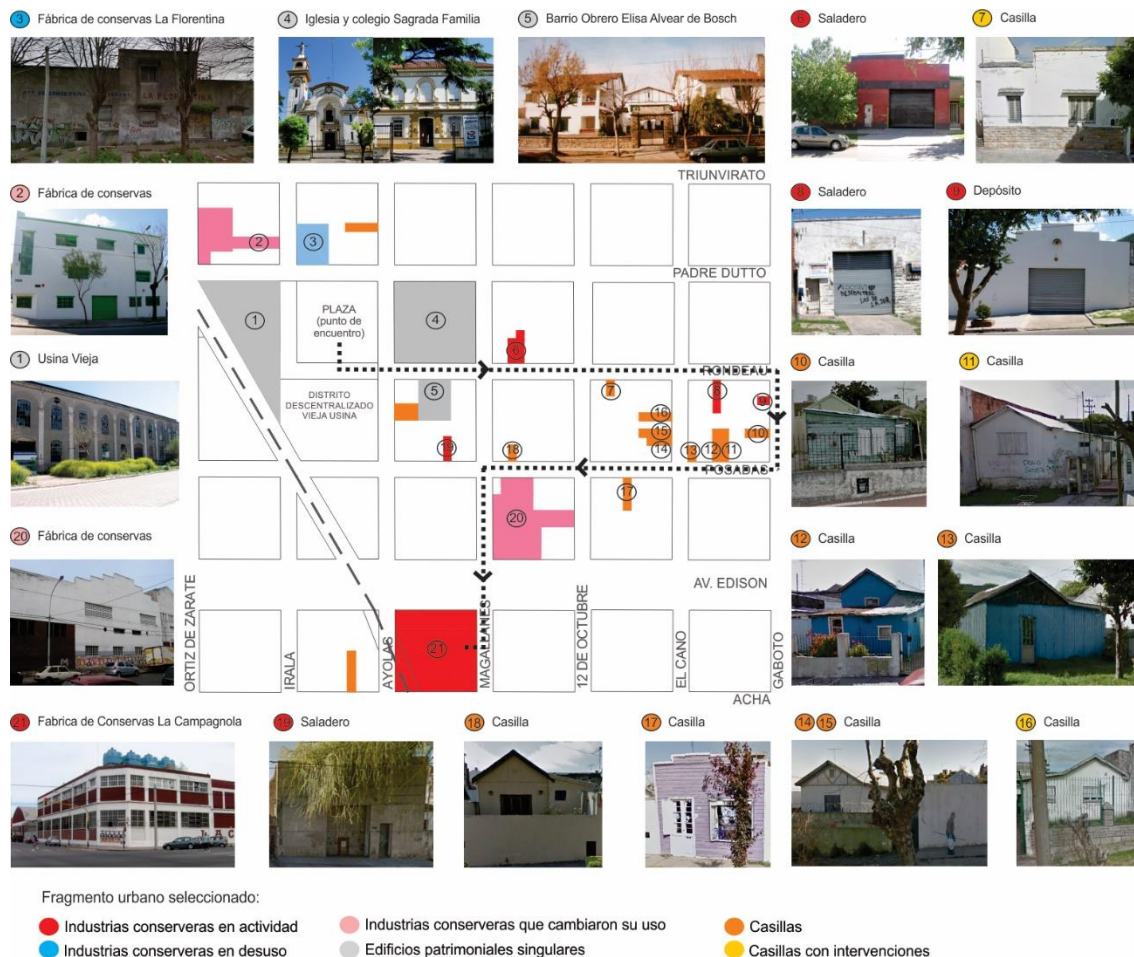 3 Fábrica de conservas La Florentina
4 Iglesia y colegio Sagrada Familia
5 Barrio Obrero Elisa Alvear de Bosch
6 Saladero
7 Casilla
2 Fábrica de conservas
8 Saladero
9 Depósito
1 Usina Vieja
10 Casilla
11 Casilla
20 Fábrica de conservas
12 Casilla
13 Casilla
TRIUNVIRATO
2
3
PADRE DUTTO
1
PLAZA
(punto de
encuentro)
4
6
RONDEAU
DISTRITO
DESCENTRALIZADO
VIEJA USINA
5
7
8
9
16
15
14
10
19
18
13
12
11
POSADAS
20
17
AV. EDISON
21
ORTIZ DE ZARATE
IRALA
AYOLAS
MAGALLANES
12 DE OCTUBRE
EL CANO
GABOTO
ACHA
21 Fabrica de Conservas La Campagnola
19 Saladero
18 Casilla
17 Casilla
14 15 Casilla
16 Casilla
Fragmento urbano seleccionado:
Industrias conserveras en actividad
Industrias conserveras que cambiaron su uso
Casillas
Industrias conserveras en desuso
Edificios patrimoniales singulares
Casillas con intervenciones